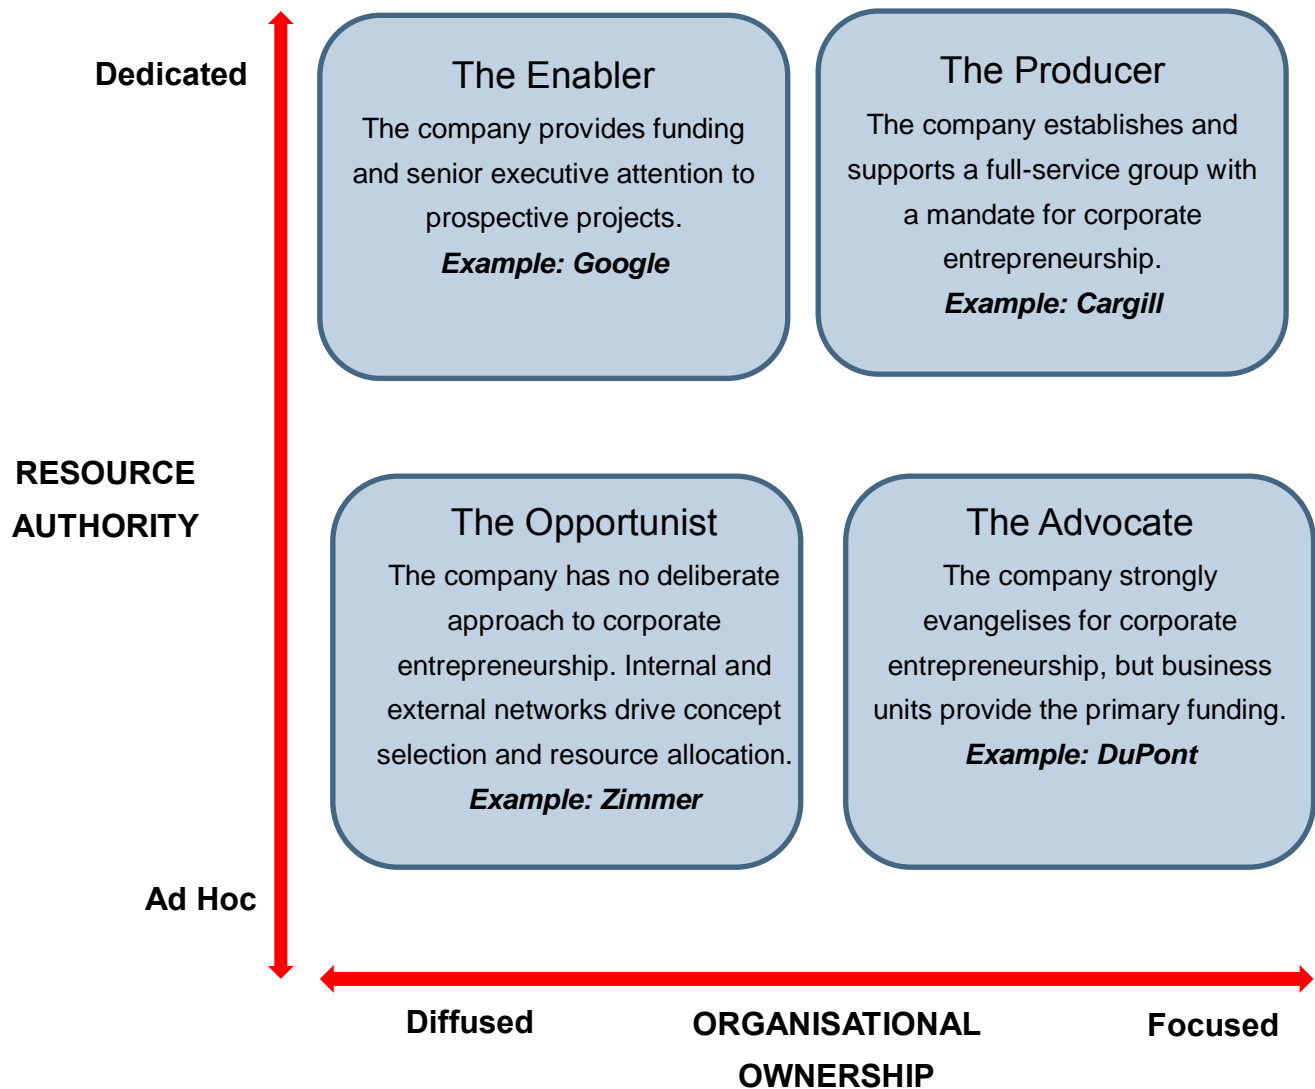 Dedicated
The Enabler
The company provides funding
and senior executive attention to
prospective projects.
Example: Google
The Producer
The company establishes and
supports a full-service group with
a mandate for corporate
entrepreneurship.
Example: Cargill
RESOURCE
AUTHORITY
The Opportunist
The company has no deliberate
approach to corporate
entrepreneurship. Internal and
external networks drive concept
selection and resource allocation.
Example: Zimmer
The Advocate
The company strongly
evangelises for corporate
entrepreneurship, but business
units provide the primary funding.
Example: DuPont
Ad Hoc
Diffused
ORGANISATIONAL
OWNERSHIP
Focused